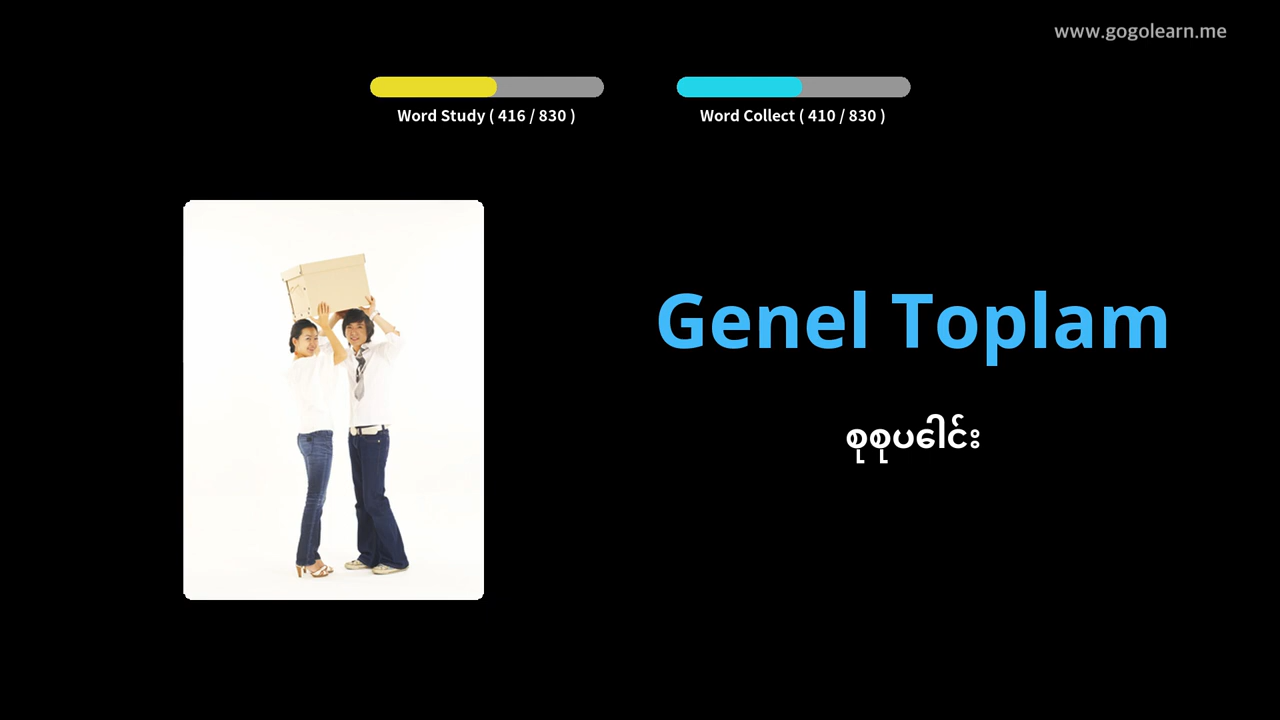 www.gogolearn.me
Word Study ( 416 / 830 )
Word Collect ( 410 / 830 )
Genel Toplam
စုစုပေါင်း